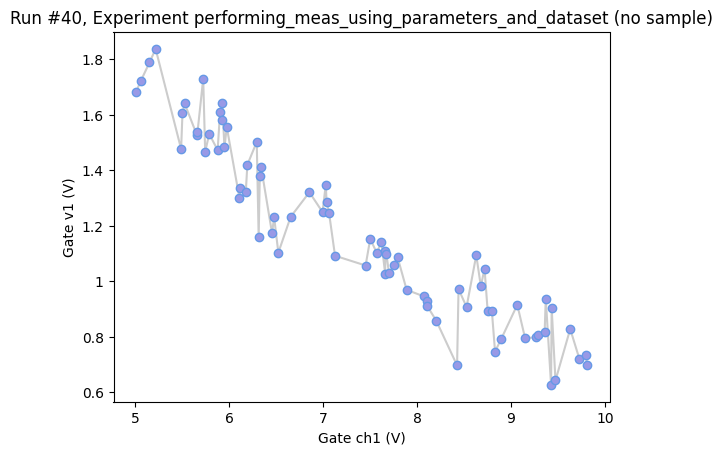 Run #40, Experiment performing_meas_using_parameters_and_dataset (no sample)
1.8
1.6
1.4
1.2
1
0.8
0.6
Gate v1 (V)
5 6 7 8 9 10
Gate ch1 (V)